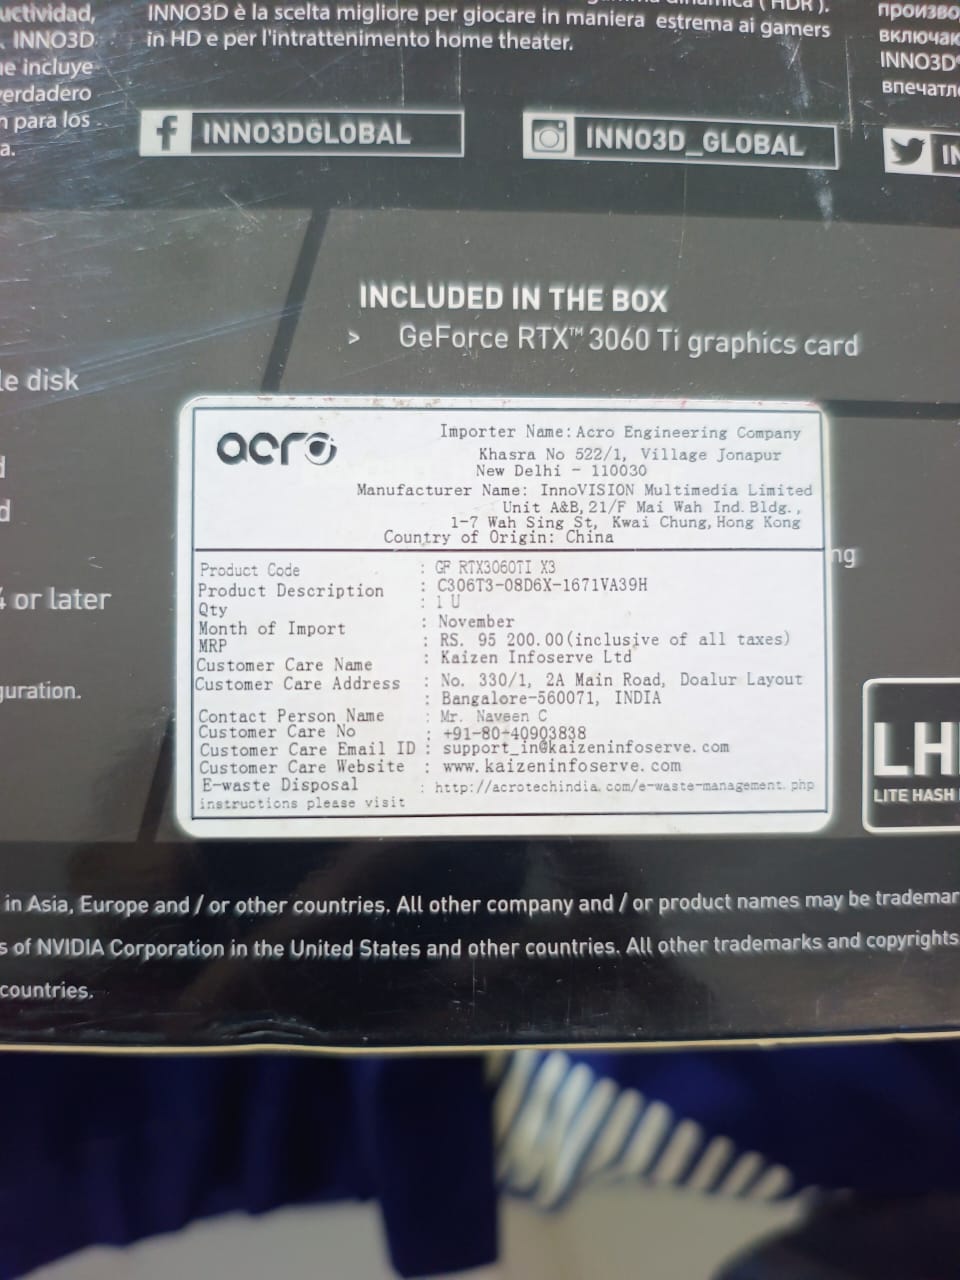 uctividad,
INNO3D
ue incluye
verdadero
n para los
a.
INNO3D è la scelta migliore per giocare in maniera estrema ai gamers
in HD e per l'intrattenimento home theater.
произво
включаю
INNO3D®
впечатл
INNO3DGLOBAL
INNO3D_GLOBAL
IN
INCLUDED IN THE BOX
> GeForce RTX™ 3060 Ti graphics card
le disk
d
d
4 or later
guration.
ng
acro
Importer Name: Acro Engineering Company
Khasra No 522/1, Village Jonapur
New Delhi - 110030
Manufacturer Name: InnoVISION Multimedia Limited
Unit A&B, 21/F Mai Wah Ind. Bldg.,
1-7 Wah Sing St, Kwai Chung, Hong Kong
Country of Origin: China
Product Code : GF RTX3060TI X3
Product Description : C306T3-08D6X-1671VA39H
Qty : 1 U
Month of Import : November
MRP : RS. 95 200.00(inclusive of all taxes)
Customer Care Name : Kaizen Infoserve Ltd
Customer Care Address : No. 330/1, 2A Main Road, Doalur Layout
: Bangalore-560071, INDIA
Contact Person Name : Mr. Naveen C
Customer Care No : +91-80-40903838
Customer Care Email ID : support_in@kaizeninfoserve.com
Customer Care Website : www.kaizeninfoserve.com
E-waste Disposal : http://acrotechindia.com/e-waste-management.php
instructions please visit
LH
LITE HASH
in Asia, Europe and / or other countries. All other company and / or product names may be trademar
s of NVIDIA Corporation in the United States and other countries. All other trademarks and copyrights
countries.